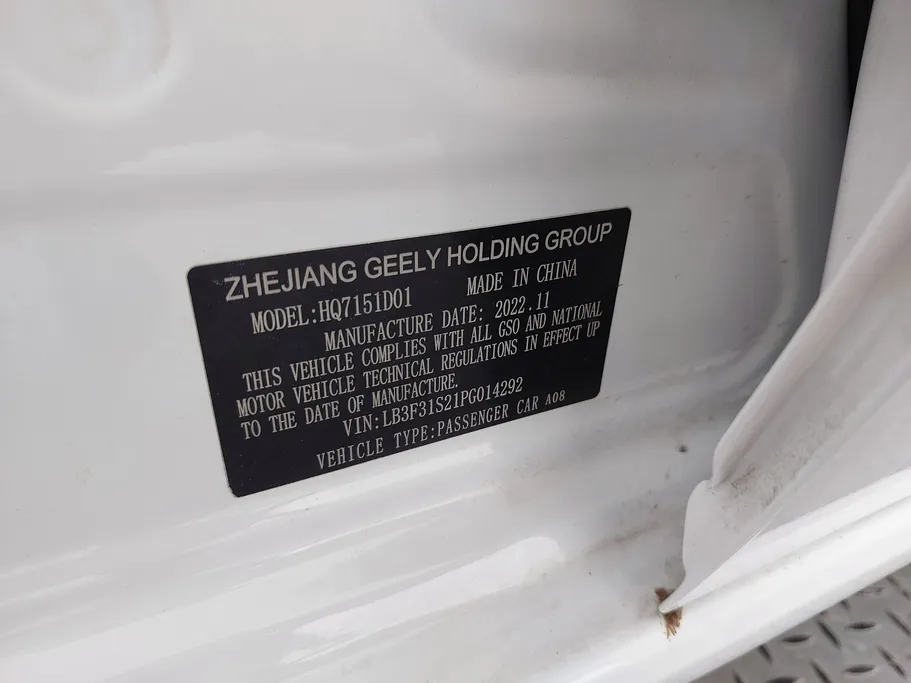 ZHEJIANG GEELY HOLDING GROUP
MODEL:HQ7151D01 MADE IN CHINA
MANUFACTURE DATE: 2022.11
THIS VEHICLE COMPLIES WITH ALL GSO AND NATIONAL
MOTOR VEHICLE TECHNICAL REGULATIONS IN EFFECT UP
TO THE DATE OF MANUFACTURE.
VIN:LB3F31S21PG014292
VEHICLE TYPE:PASSENGER CAR A08